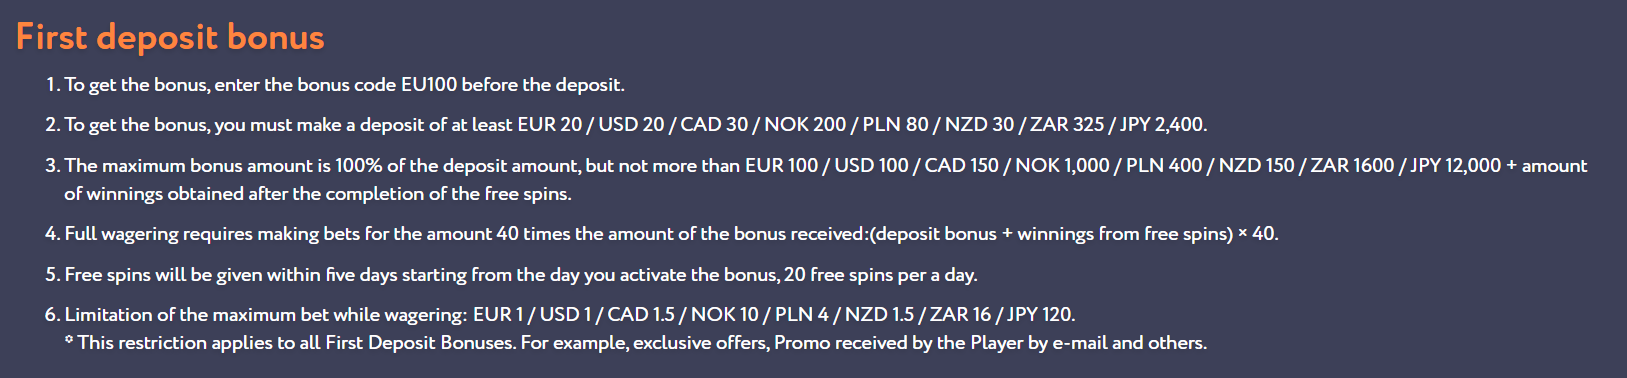 First deposit bonus
1. To get the bonus, enter the bonus code EU100 before the deposit.
2. To get the bonus, you must make a deposit of at least EUR 20 / USD 20 / CAD 30 / NOK 200 / PLN 80 / NZD 30 / ZAR 325 / JPY 2,400.
3. The maximum bonus amount is 100% of the deposit amount, but not more than EUR 100 / USD 100 / CAD 150 / NOK 1,000 / PLN 400 / NZD 150 / ZAR 1600 / JPY 12,000 + amount
of winnings obtained after the completion of the free spins.
4. Full wagering requires making bets for the amount 40 times the amount of the bonus received:(deposit bonus + winnings from free spins) × 40.
5. Free spins will be given within five days starting from the day you activate the bonus, 20 free spins per a day.
6. Limitation of the maximum bet while wagering: EUR 1 / USD 1 / CAD 1.5 / NOK 10 / PLN 4 / NZD 1.5 / ZAR 16 / JPY 120.
* This restriction applies to all First Deposit Bonuses. For example, exclusive offers, Promo received by the Player by e-mail and others.